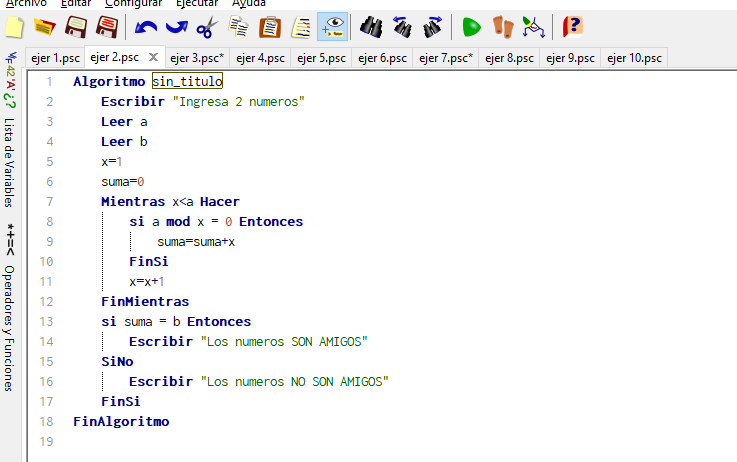 Archivo Editar Configurar Ejecutar Ayuda
ejer 1.psc ejer 2.psc ejer 3.psc* ejer 4.psc ejer 5.psc ejer 6.psc ejer 7.psc* ejer 8.psc ejer 9.psc ejer 10.psc
42 'A' ¿?
Lista de Variables
*+=<
Operadores y Funciones
1 Algoritmo sin_titulo
2 Escribir "Ingresa 2 numeros"
3 Leer a
4 Leer b
5 x=1
6 suma=0
7 Mientras x<a Hacer
8 si a mod x = 0 Entonces
9 suma=suma+x
10 FinSi
11 x=x+1
12 FinMientras
13 si suma = b Entonces
14 Escribir "Los numeros SON AMIGOS"
15 SiNo
16 Escribir "Los numeros NO SON AMIGOS"
17 FinSi
18 FinAlgoritmo
19